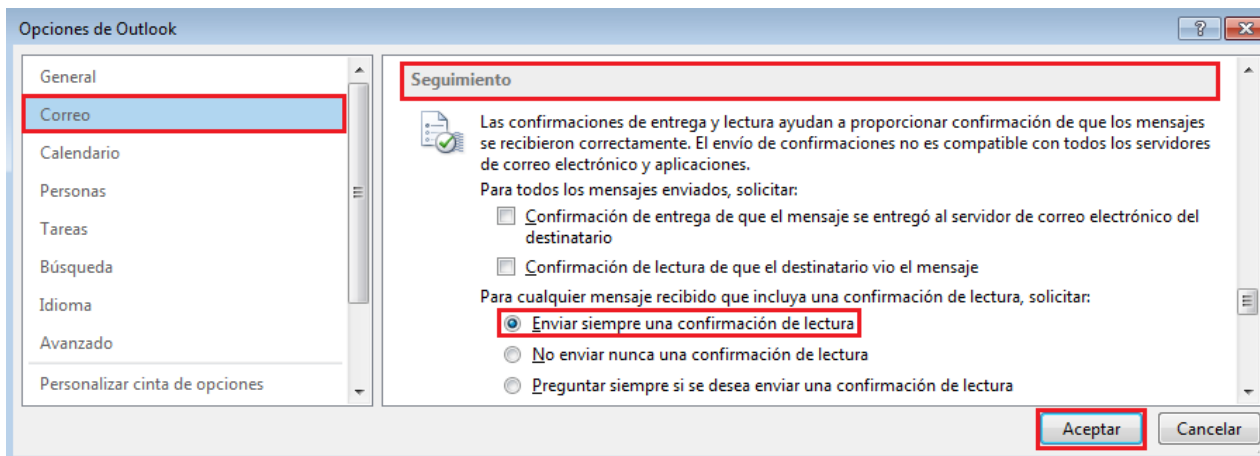 Opciones de Outlook
General
Correo
Calendario
Personas
Tareas
Búsqueda
Idioma
Avanzado
Personalizar cinta de opciones
Seguimiento
Las confirmaciones de entrega y lectura ayudan a proporcionar confirmación de que los mensajes
se recibieron correctamente. El envío de confirmaciones no es compatible con todos los servidores
de correo electrónico y aplicaciones.
Para todos los mensajes enviados, solicitar:
Confirmación de entrega de que el mensaje se entregó al servidor de correo electrónico del
destinatario
Confirmación de lectura de que el destinatario vio el mensaje
Para cualquier mensaje recibido que incluya una confirmación de lectura, solicitar:
Enviar siempre una confirmación de lectura
No enviar nunca una confirmación de lectura
Preguntar siempre si se desea enviar una confirmación de lectura
Aceptar
Cancelar